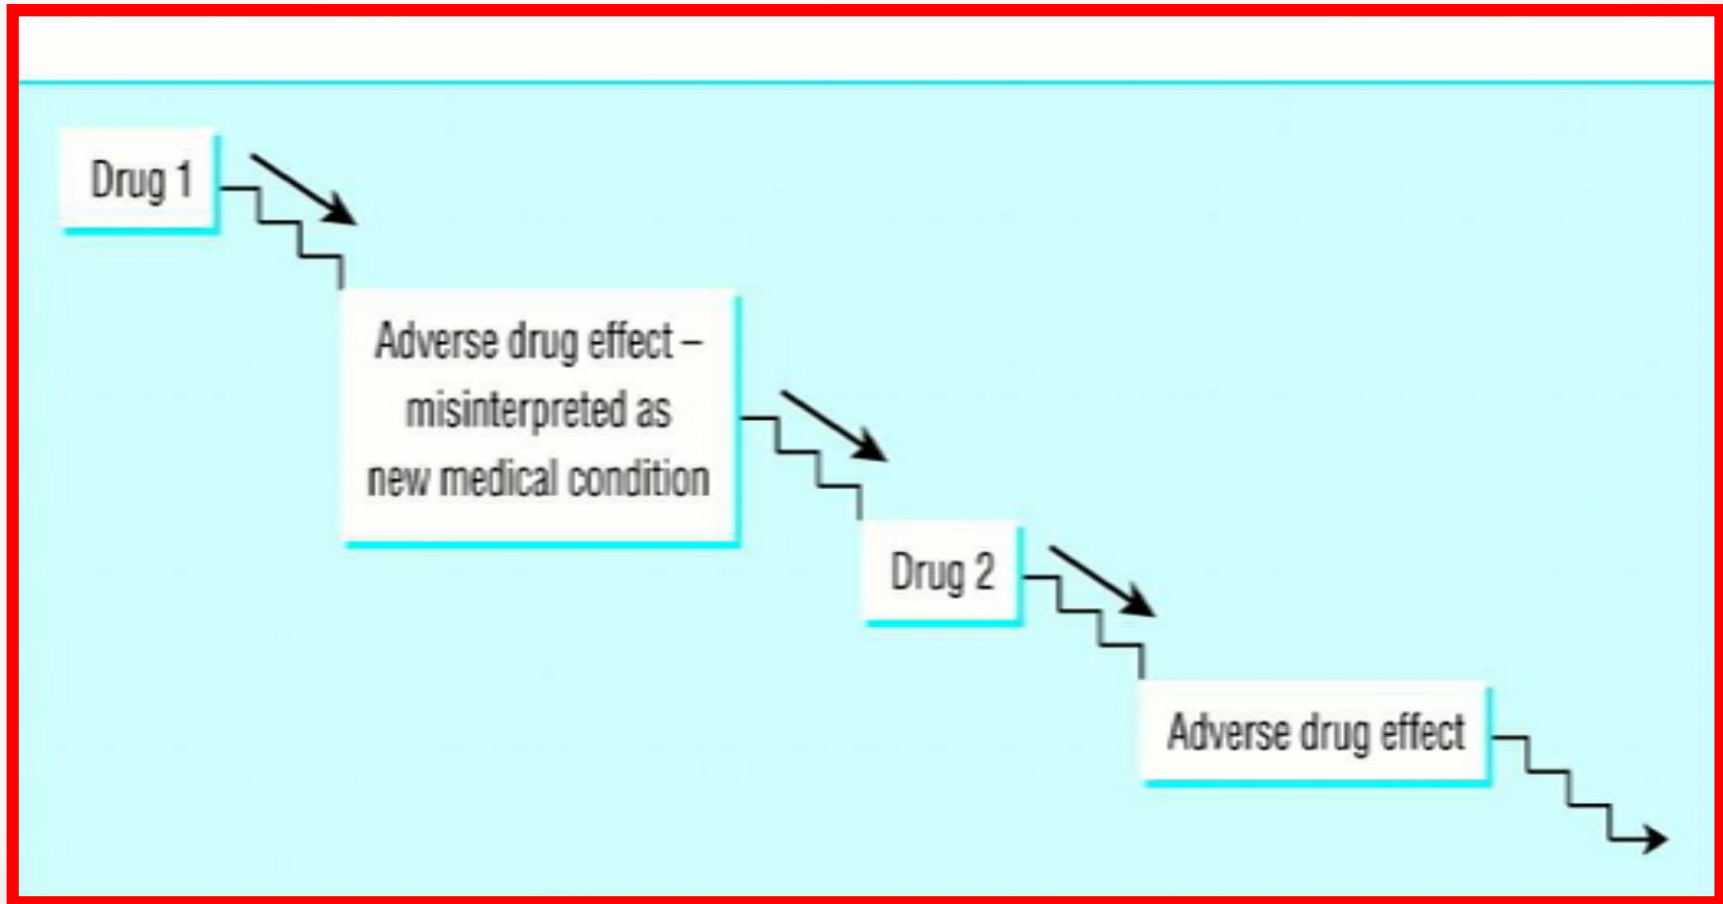 Drug 1
Adverse drug effect –
misinterpreted as
new medical condition
Drug 2
Adverse drug effect